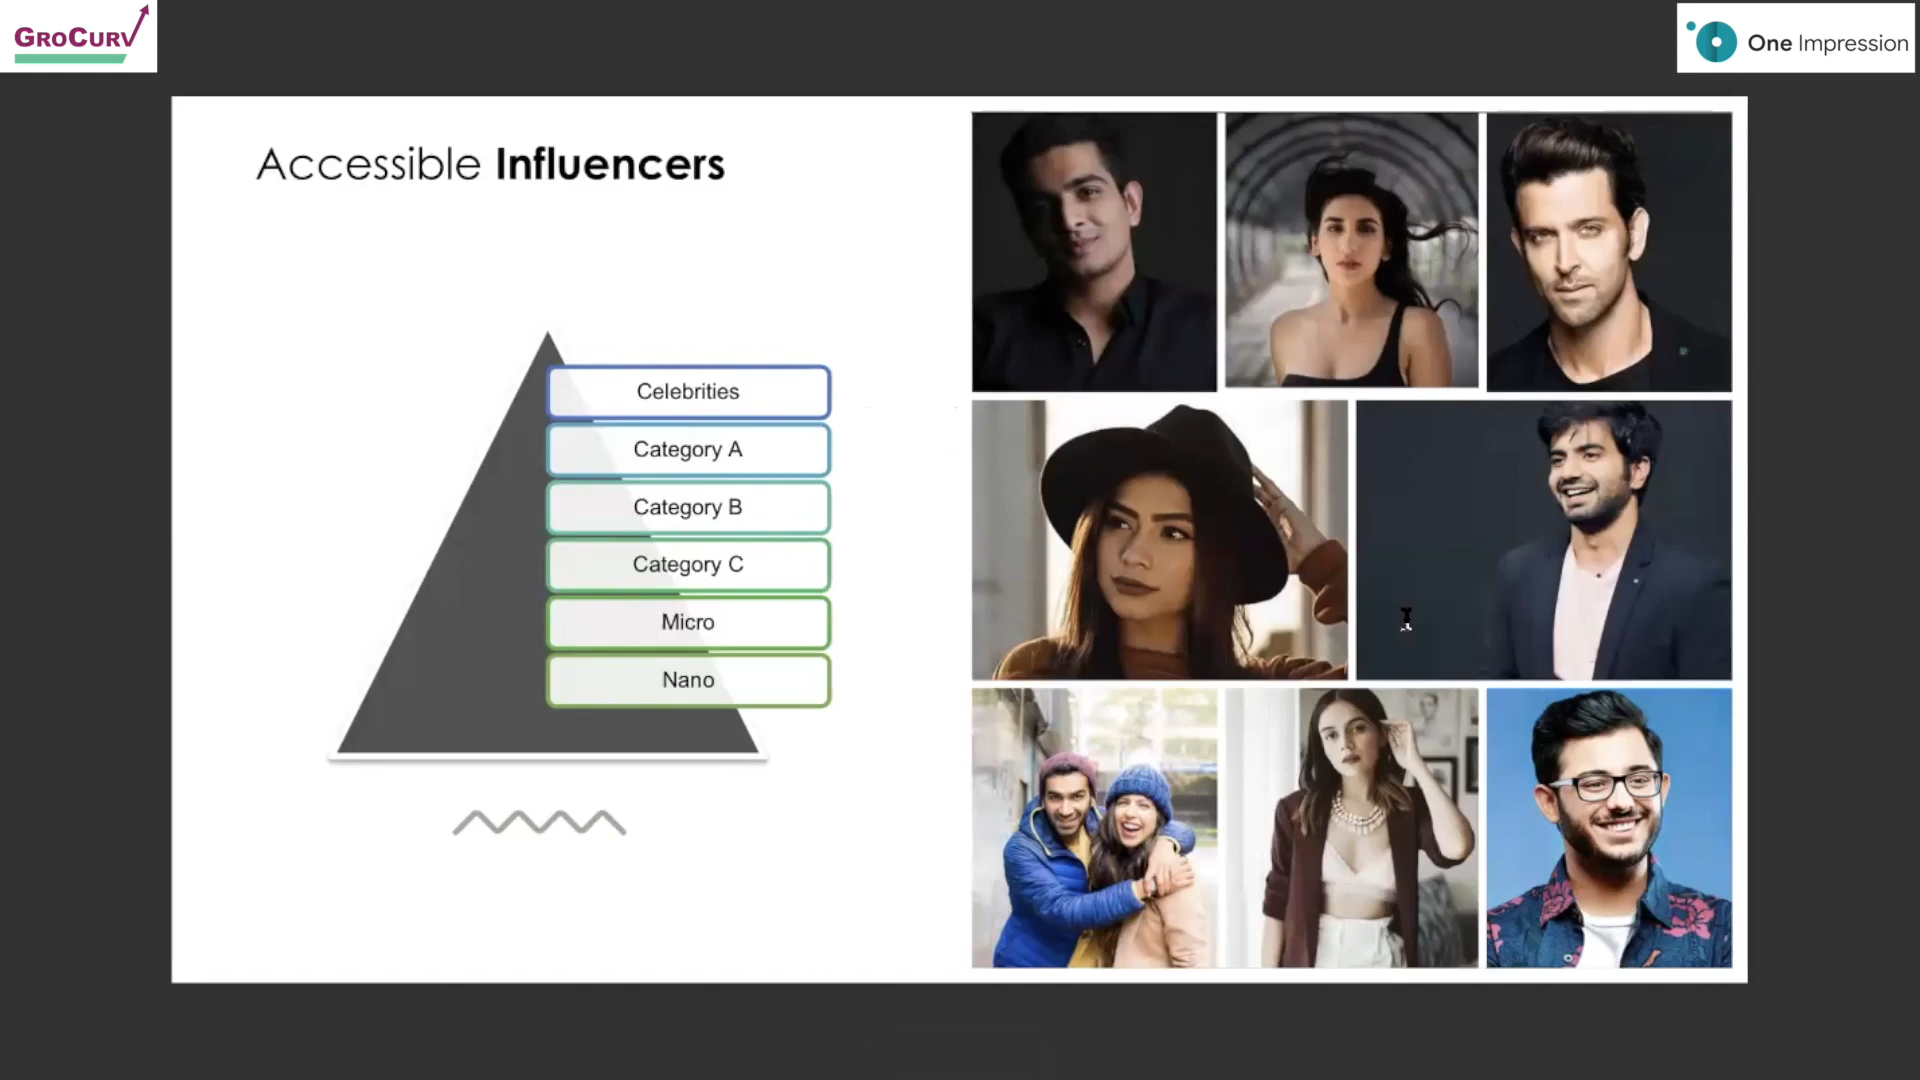 GROCURV
One Impression
Accessible Influencers
Celebrities
Category A
Category B
Category C
Micro
Nano